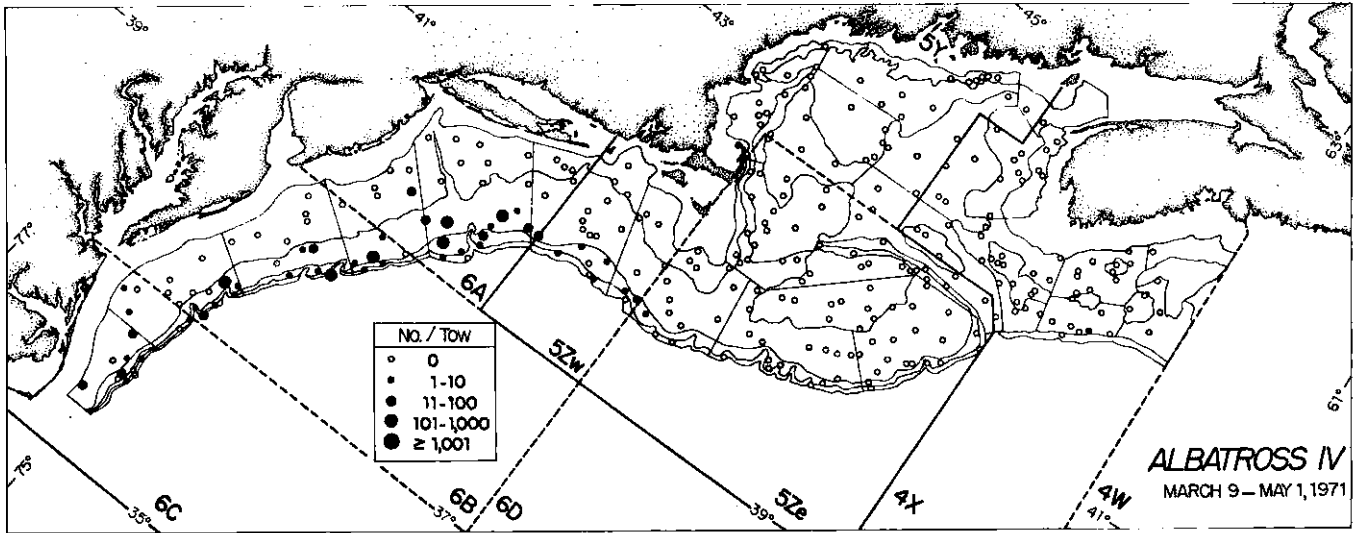 39°
41°
43°
45°
5Y
63°
77°
6A
5Zw
No. / Tow
0
1-10
11-100
101-1,000
≥ 1,001
61°
75°
6C
35°
6B
37°
6D
39°
5Ze
4X
4W
41°
ALBATROSS IV
MARCH 9 – MAY 1, 1971